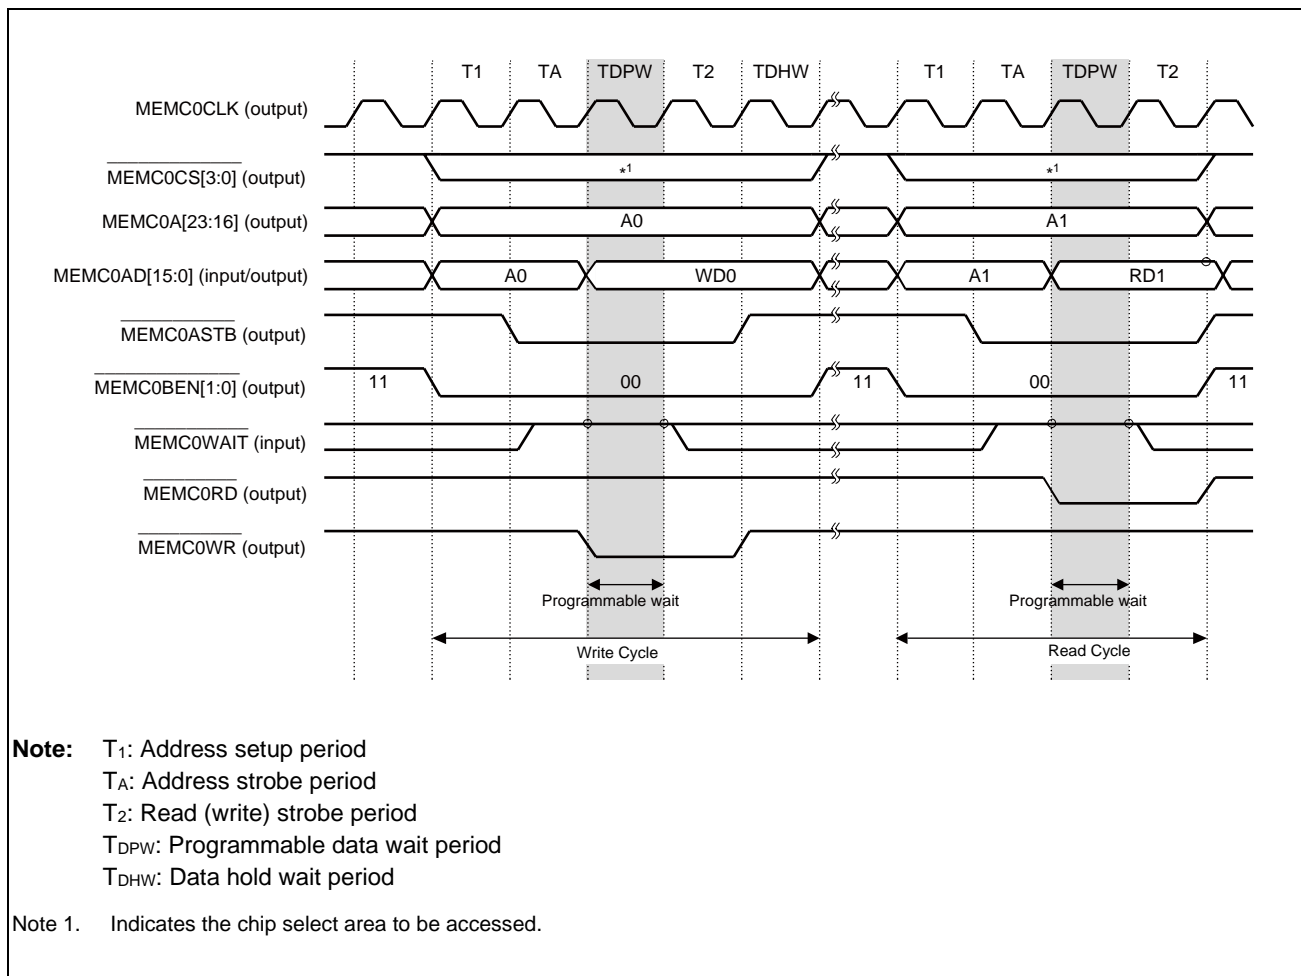 T1 TA TDPW T2 TDHW T1 TA TDPW T2
MEMC0CLK (output)
MEMC0CS[3:0] (output) *1 *1
MEMC0A[23:16] (output) A0 A1
MEMC0AD[15:0] (input/output) A0 WD0 A1 RD1
MEMC0ASTB (output)
MEMC0BEN[1:0] (output) 11 00 11 00 11
MEMC0WAIT (input)
MEMC0RD (output)
MEMC0WR (output)
Programmable wait Programmable wait
Write Cycle Read Cycle
Note: T1: Address setup period
TA: Address strobe period
T2: Read (write) strobe period
TDPW: Programmable data wait period
TDHW: Data hold wait period
Note 1. Indicates the chip select area to be accessed.